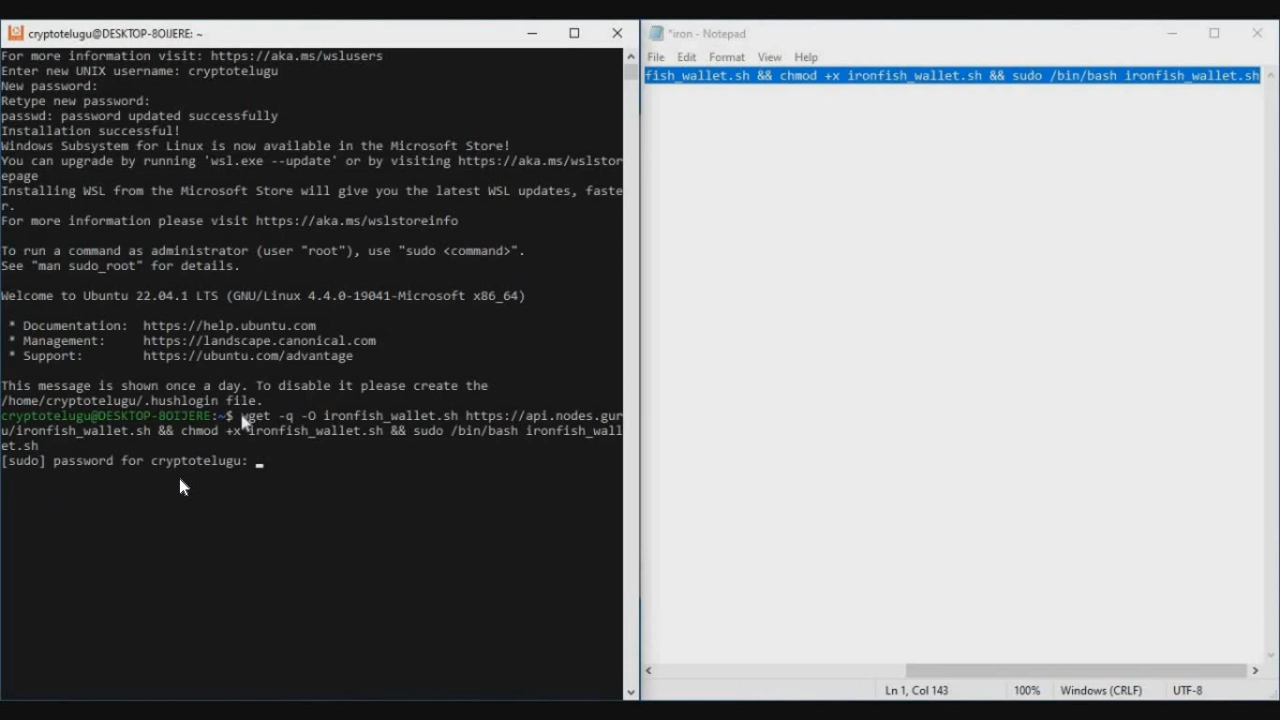 cryptotelugu@DESKTOP-8OIJERE: ~
For more information visit: https://aka.ms/wslusers
Enter new UNIX username: cryptotelugu
New password:
Retype new password:
passwd: password updated successfully
Installation successful!
Windows Subsystem for Linux is now available in the Microsoft Store!
You can upgrade by running 'wsl.exe --update' or by visiting https://aka.ms/wslstor
epage
Installing WSL from the Microsoft Store will give you the latest WSL updates, faste
r.
For more information please visit https://aka.ms/wslstoreinfo
To run a command as administrator (user "root"), use "sudo <command>".
See "man sudo_root" for details.
Welcome to Ubuntu 22.04.1 LTS (GNU/Linux 4.4.0-19041-Microsoft x86_64)
* Documentation: https://help.ubuntu.com
* Management: https://landscape.canonical.com
* Support: https://ubuntu.com/advantage
This message is shown once a day. To disable it please create the
/home/cryptotelugu/.hushlogin file.
cryptotelugu@DESKTOP-8OIJERE:~$ wget -q -O ironfish_wallet.sh https://api.nodes.gur
u/ironfish_wallet.sh && chmod +x ironfish_wallet.sh && sudo /bin/bash ironfish_wall
et.sh
[sudo] password for cryptotelugu:
*iron - Notepad
File Edit Format View Help
fish_wallet.sh && chmod +x ironfish_wallet.sh && sudo /bin/bash ironfish_wallet.sh
Ln 1, Col 143 100% Windows (CRLF) UTF-8